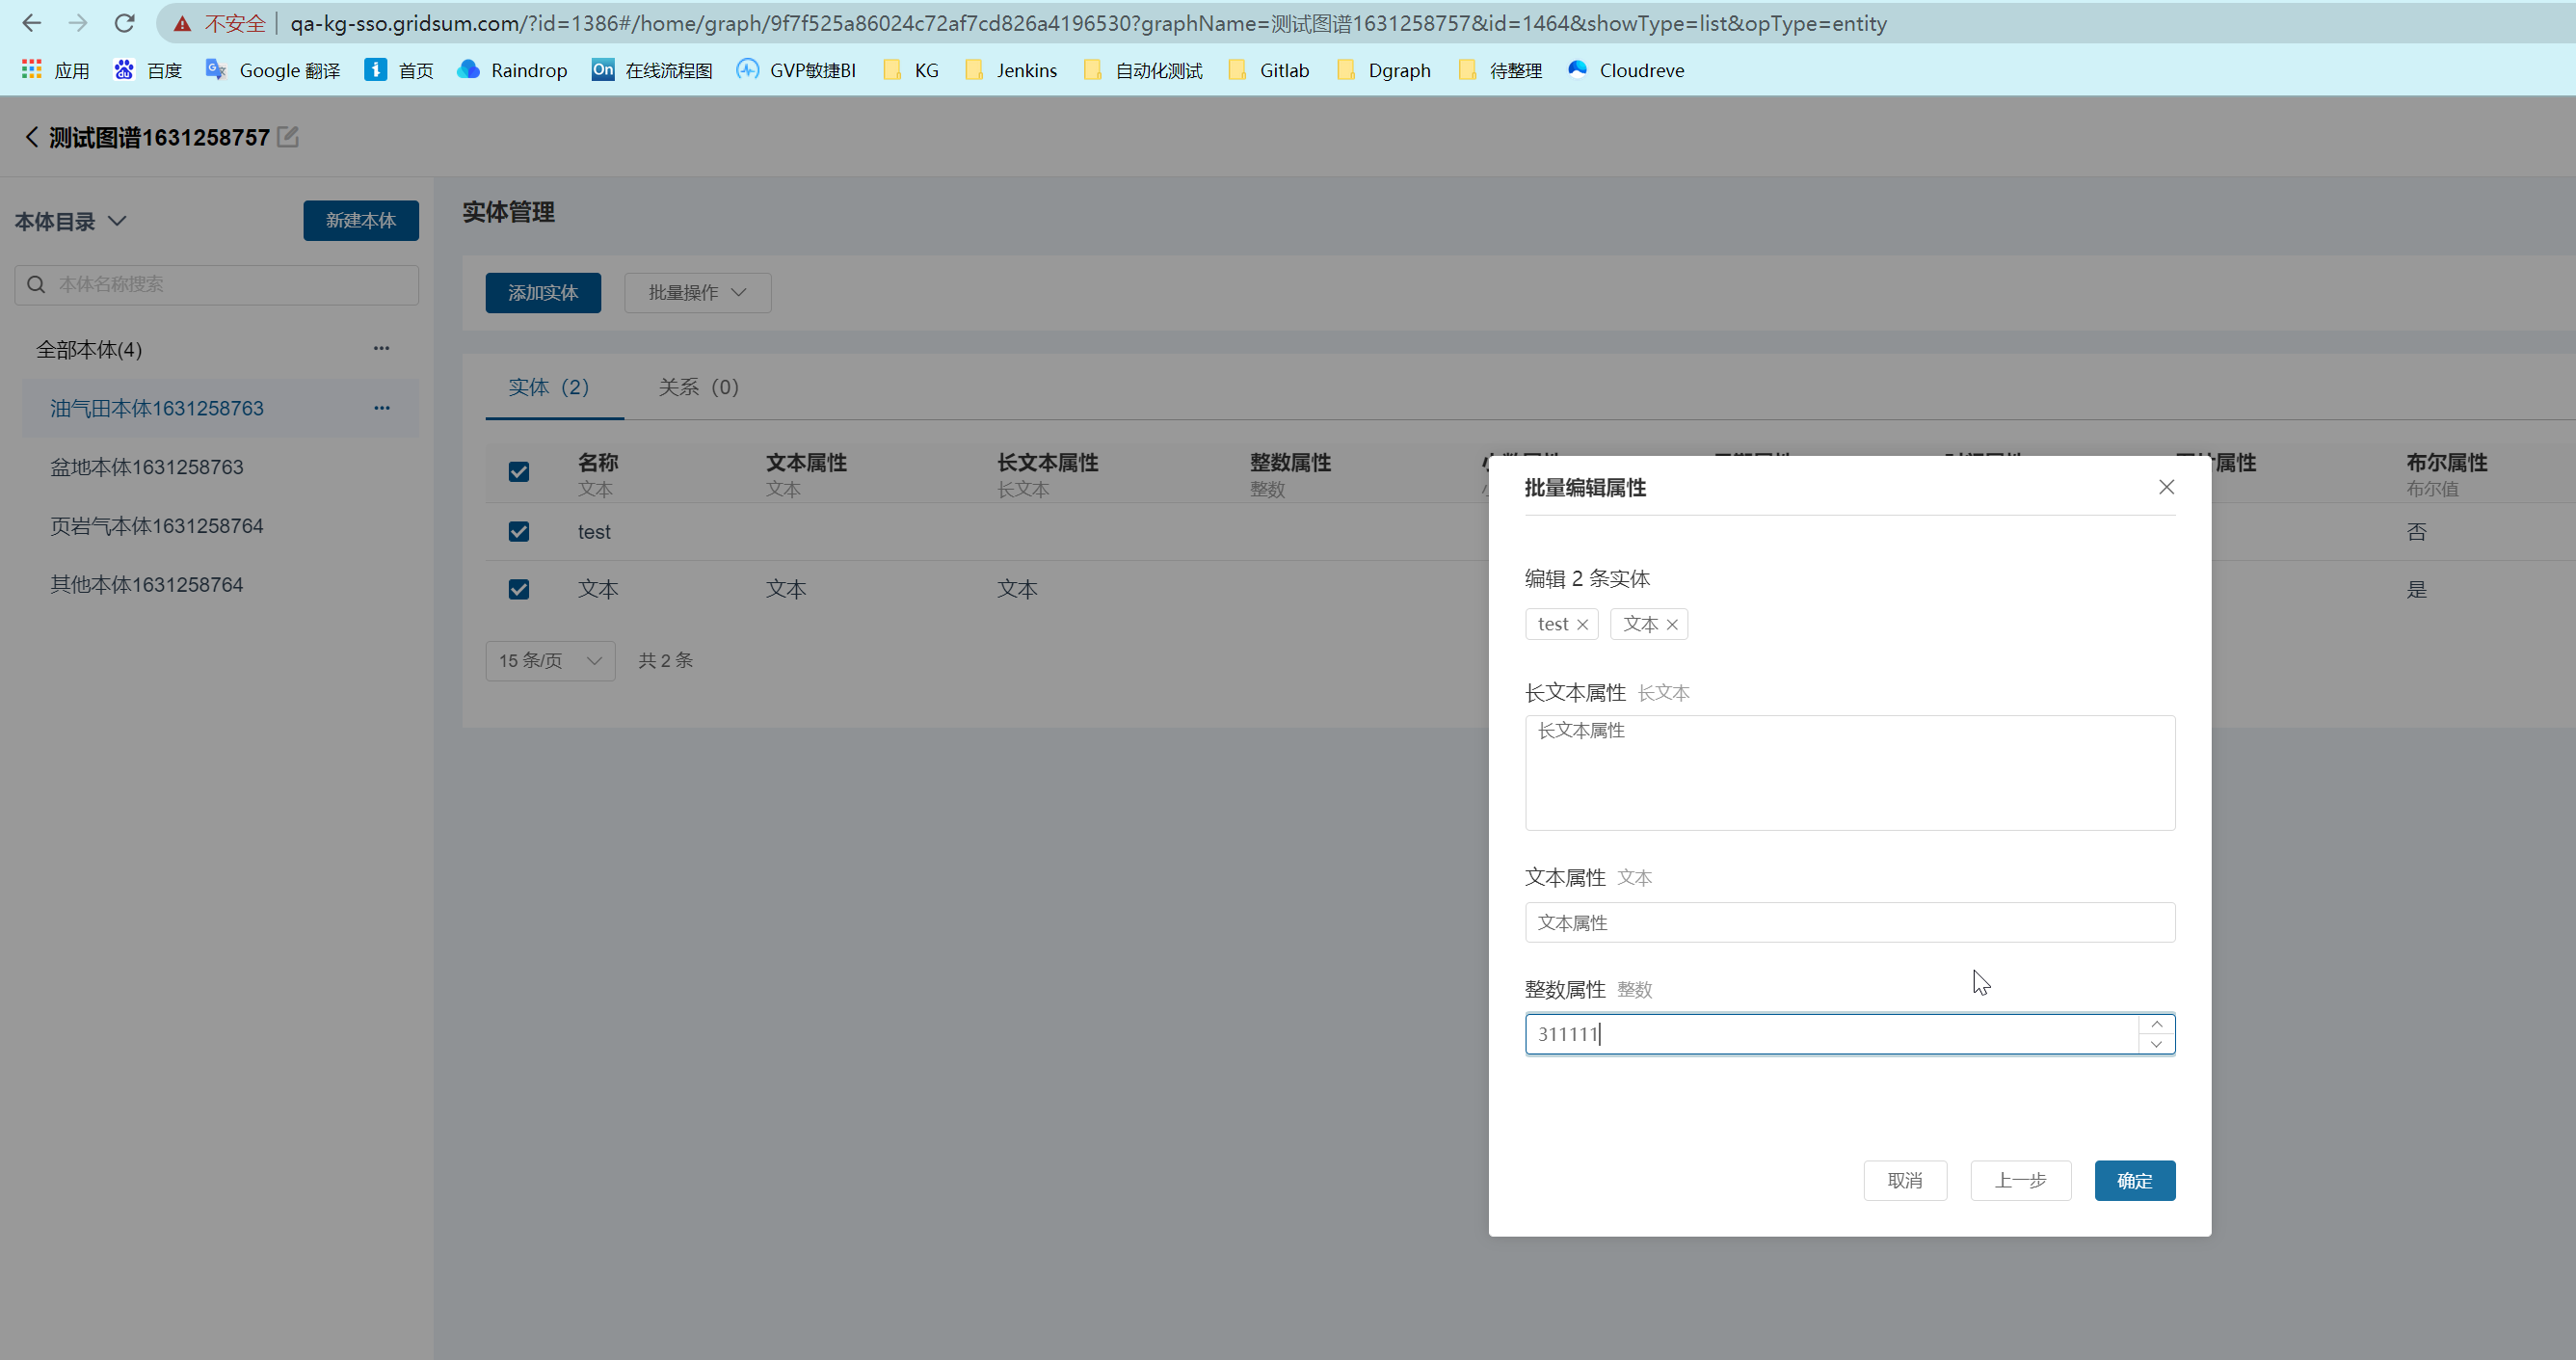 不安全 | qa-kg-sso.gridsum.com/?id=1386#/home/graph/9f7f525a86024c72af7cd826a4196530?graphName=测试图谱1631258757&id=1464&showType=list&opType=entity
应用 百度 Google 翻译 首页 Raindrop 在线流程图 GVP敏捷BI KG Jenkins 自动化测试 Gitlab Dgraph 待整理 Cloudreve
测试图谱1631258757
本体目录 新建本体
本体名称搜索
全部本体(4)
油气田本体1631258763
盆地本体1631258763
页岩气本体1631258764
其他本体1631258764
实体管理
添加实体 批量操作
实体（2） 关系（0）
名称 文本属性 长文本属性 整数属性 布尔属性
文本 文本 长文本 整数 布尔值
test 否
文本 文本 文本 是
15 条/页 共 2 条
批量编辑属性
编辑 2 条实体
test 文本
长文本属性 长文本
长文本属性
文本属性 文本
文本属性
整数属性 整数
311111
取消 上一步 确定